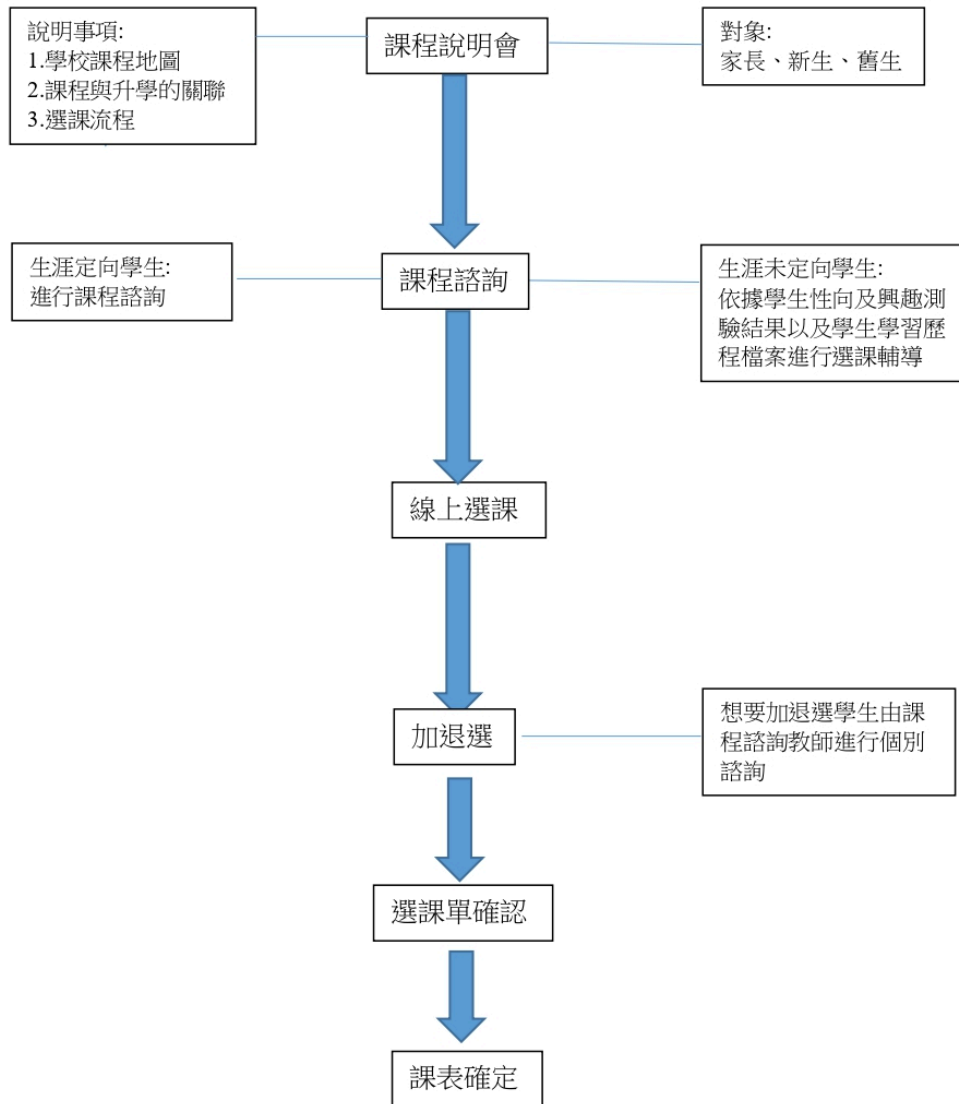 說明事項:
1.學校課程地圖
2.課程與升學的關聯
3.選課流程
課程說明會
對象:
家長、新生、舊生
生涯定向學生:
進行課程諮詢
課程諮詢
生涯未定向學生:
依據學生性向及興趣測
驗結果以及學生學習歷
程檔案進行選課輔導
線上選課
加退選
想要加退選學生由課
程諮詢教師進行個別
諮詢
選課單確認
課表確定